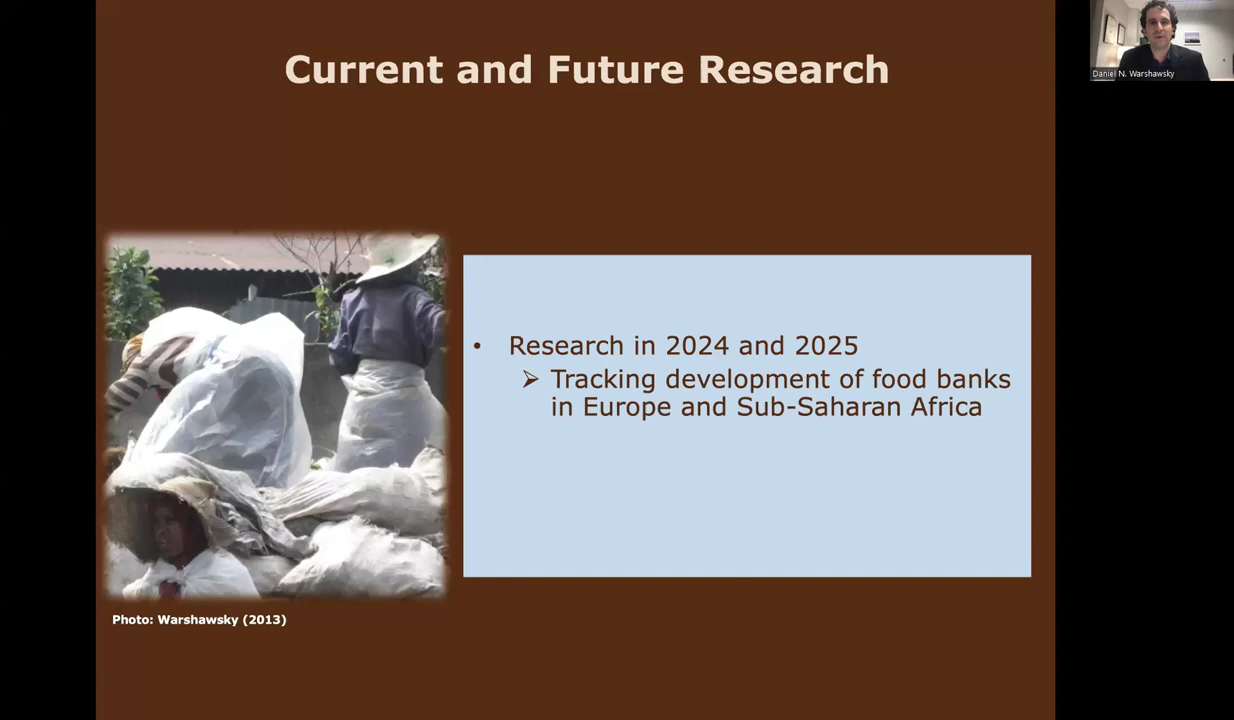 Current and Future Research
Daniel N. Warshawsky
• Research in 2024 and 2025
➢ Tracking development of food banks
in Europe and Sub-Saharan Africa
Photo: Warshawsky (2013)